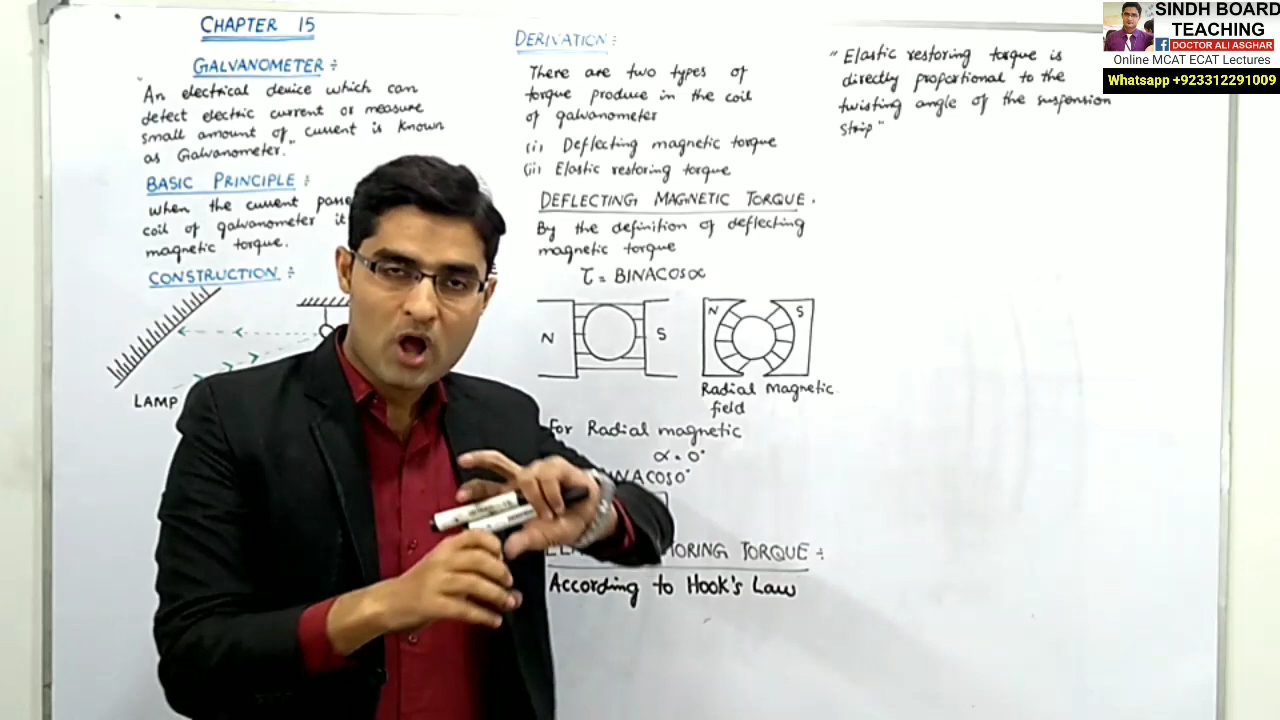 CHAPTER 15
GALVANOMETER :
"An electrical device which can
detect electric current or measure
small amount of current is known
as Galvanometer."
BASIC PRINCIPLE :
when the current passe
coil of galvanometer it
magnetic torque.
CONSTRUCTION :
LAMP
DERIVATION :
There are two types of
torque produce in the coil
of galvanometer
(i) Deflecting magnetic torque
(ii) Elastic restoring torque
DEFLECTING MAGNETIC TORQUE.
By the definition of deflecting
magnetic torque
τ = BINACOSα
N S
N S
Radial Magnetic
field
For Radial magnetic
α = 0°
NACOS0°
TORQUE :
According to Hook's Law
"Elastic restoring torque is
directly proportional to the
twisting angle of the suspension
strip"
SINDH BOARD
TEACHING
f DOCTOR ALI ASGHAR
Online MCAT ECAT Lectures
Whatsapp +923312291009